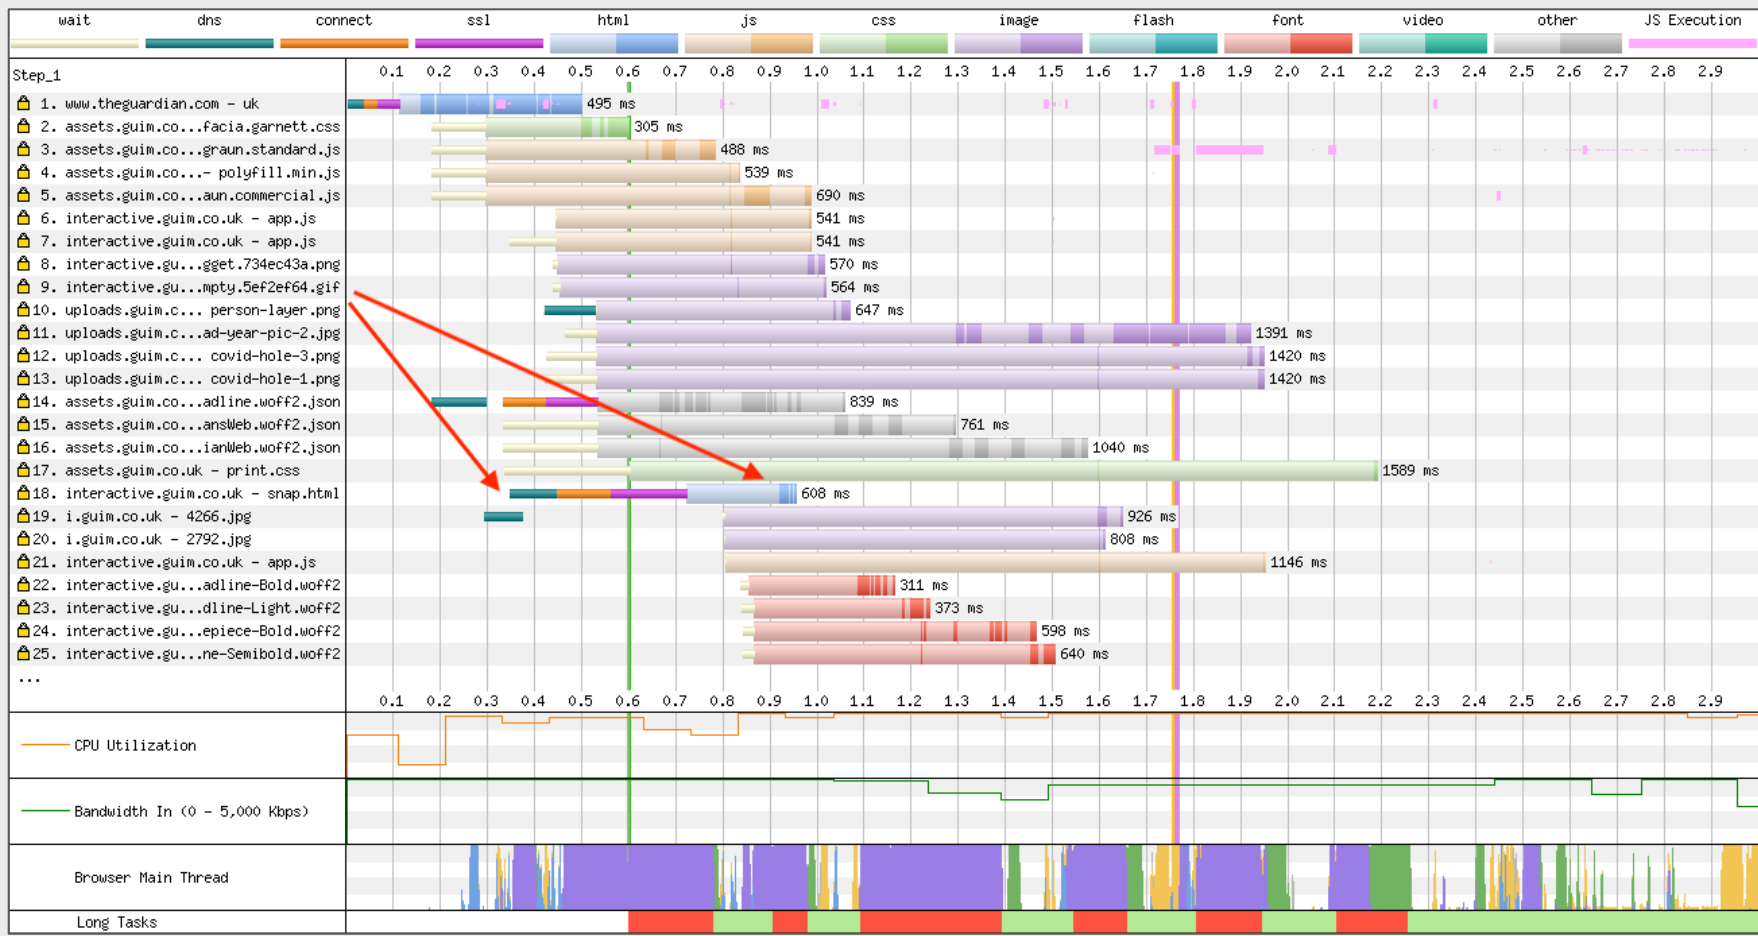 wait dns connect ssl html js css image flash font video other JS Execution
Step_1 0.1 0.2 0.3 0.4 0.5 0.6 0.7 0.8 0.9 1.0 1.1 1.2 1.3 1.4 1.5 1.6 1.7 1.8 1.9 2.0 2.1 2.2 2.3 2.4 2.5 2.6 2.7 2.8 2.9
1. www.theguardian.com - uk 495 ms
2. assets.guim.co...facia.garnett.css 305 ms
3. assets.guim.co...graun.standard.js 488 ms
4. assets.guim.co...- polyfill.min.js 539 ms
5. assets.guim.co...aun.commercial.js 690 ms
6. interactive.guim.co.uk - app.js 541 ms
7. interactive.guim.co.uk - app.js 541 ms
8. interactive.gu...gget.734ec43a.png 570 ms
9. interactive.gu...mpty.5ef2ef64.gif 564 ms
10. uploads.guim.c... person-layer.png 647 ms
11. uploads.guim.c...ad-year-pic-2.jpg 1391 ms
12. uploads.guim.c... covid-hole-3.png 1420 ms
13. uploads.guim.c... covid-hole-1.png 1420 ms
14. assets.guim.co...adline.woff2.json 839 ms
15. assets.guim.co...ansWeb.woff2.json 761 ms
16. assets.guim.co...ianWeb.woff2.json 1040 ms
17. assets.guim.co.uk - print.css 1589 ms
18. interactive.guim.co.uk - snap.html 608 ms
19. i.guim.co.uk - 4266.jpg 926 ms
20. i.guim.co.uk - 2792.jpg 808 ms
21. interactive.guim.co.uk - app.js 1146 ms
22. interactive.gu...adline-Bold.woff2 311 ms
23. interactive.gu...dline-Light.woff2 373 ms
24. interactive.gu...epiece-Bold.woff2 598 ms
25. interactive.gu...ne-Semibold.woff2 640 ms
...
0.1 0.2 0.3 0.4 0.5 0.6 0.7 0.8 0.9 1.0 1.1 1.2 1.3 1.4 1.5 1.6 1.7 1.8 1.9 2.0 2.1 2.2 2.3 2.4 2.5 2.6 2.7 2.8 2.9
CPU Utilization
Bandwidth In (0 - 5,000 Kbps)
Browser Main Thread
Long Tasks